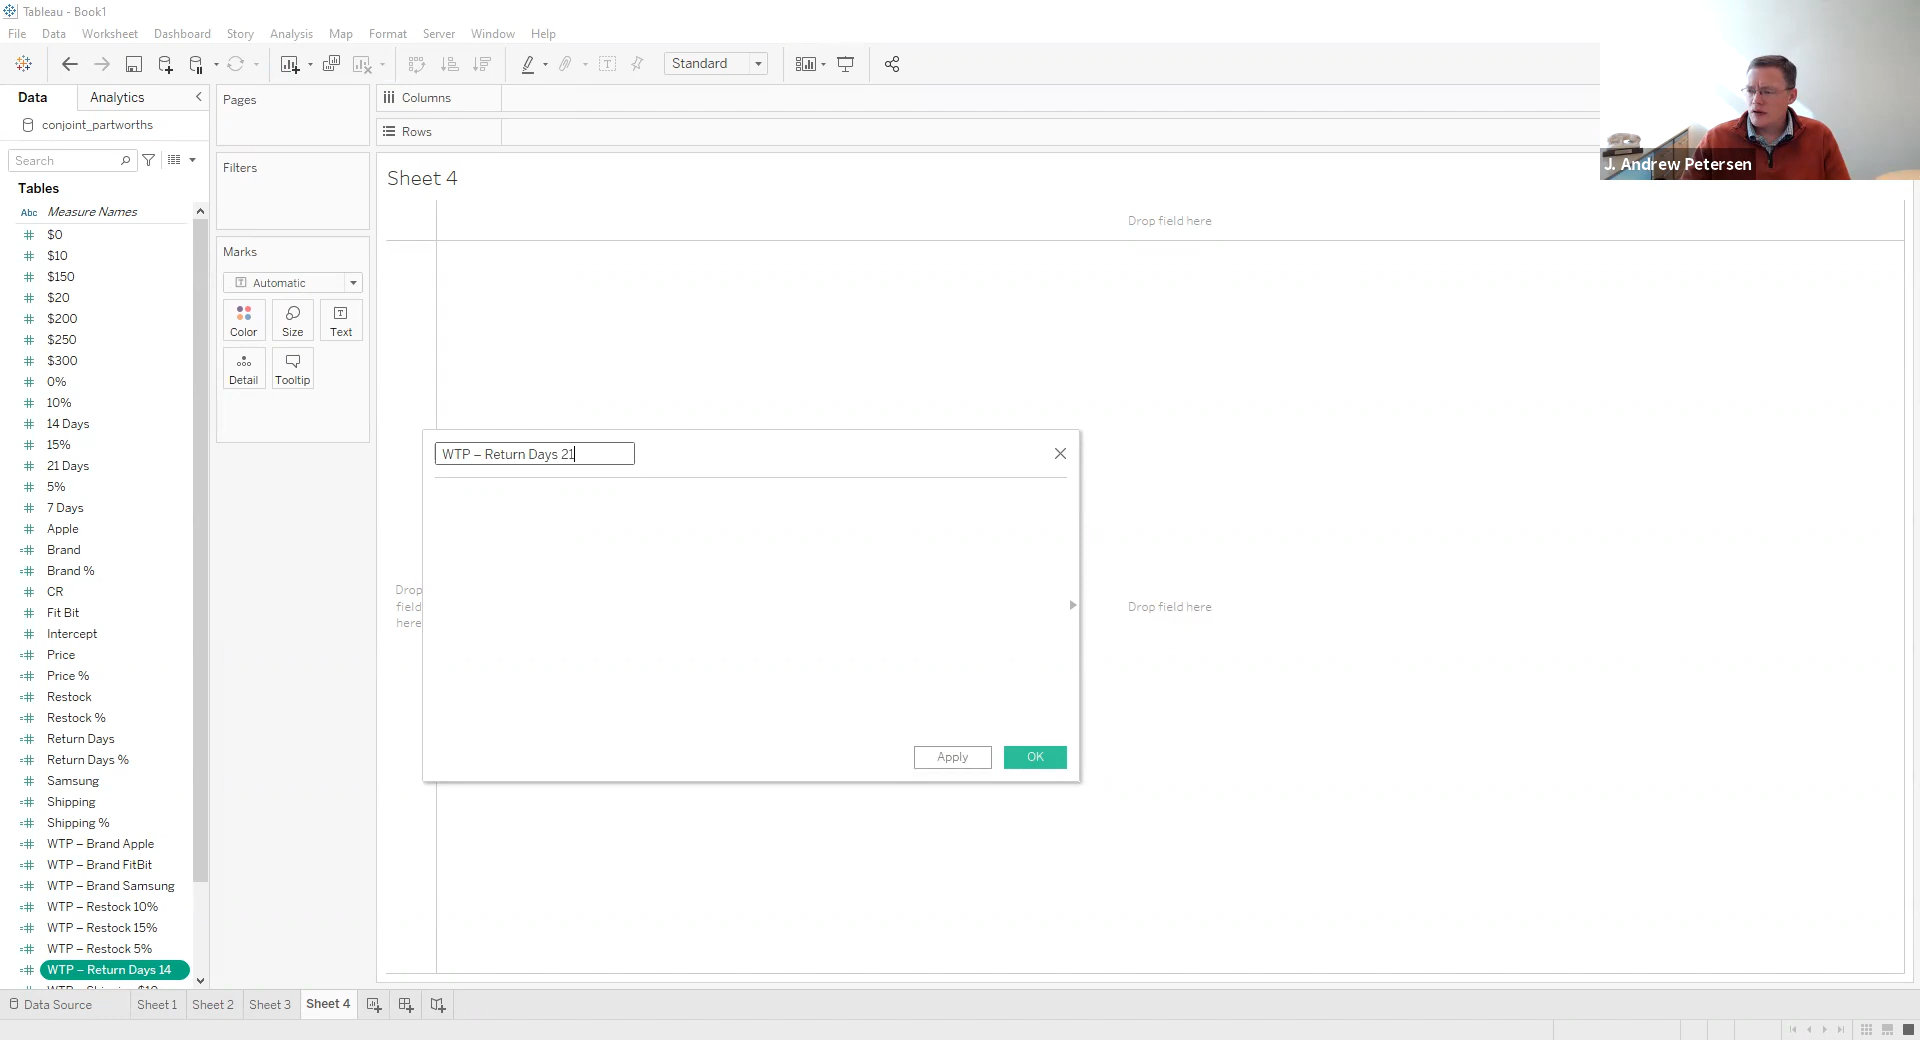 Tableau - Book1
File Data Worksheet Dashboard Story Analysis Map Format Server Window Help
Standard
Data Analytics
Pages
Columns
conjoint_partworths
Rows
Search
Filters
J. Andrew Petersen
Sheet 4
Tables
Abc Measure Names
Drop field here
$0
$10
$150
$20
$200
$250
$300
0%
10%
14 Days
15%
21 Days
5%
7 Days
Apple
Brand
Brand %
CR
Fit Bit
Intercept
Price
Price %
Restock
Restock %
Return Days
Return Days %
Samsung
Shipping
Shipping %
WTP – Brand Apple
WTP – Brand FitBit
WTP – Brand Samsung
WTP – Restock 10%
WTP – Restock 15%
WTP – Restock 5%
WTP – Return Days 14
WTP – Shipping $10
Marks
Automatic
Color Size Text
Detail Tooltip
WTP – Return Days 21
Drop
field
here
Drop field here
Apply OK
Data Source Sheet 1 Sheet 2 Sheet 3 Sheet 4